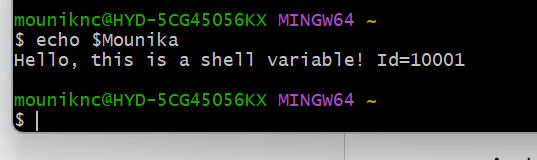 mouniknc@HYD-5CG45056KX MINGW64 ~
$ echo $Mounika
Hello, this is a shell variable! Id=10001
mouniknc@HYD-5CG45056KX MINGW64 ~
$